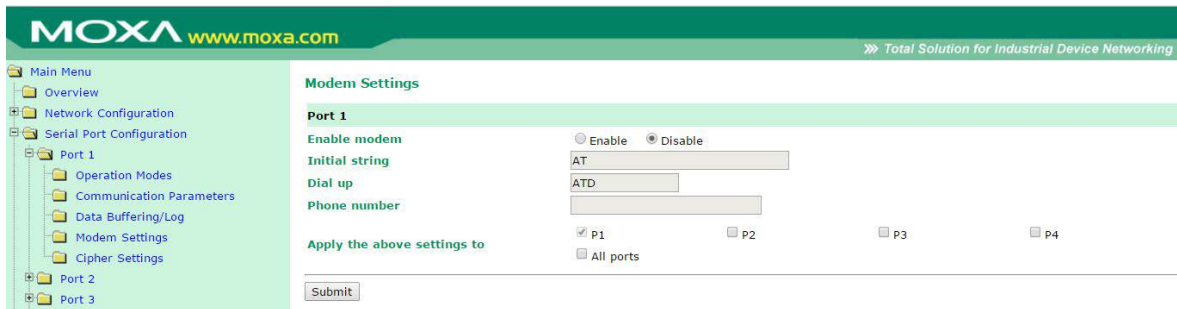 MOXA www.moxa.com
Total Solution for Industrial Device Networking
Main Menu
Overview
Network Configuration
Serial Port Configuration
Port 1
Operation Modes
Communication Parameters
Data Buffering/Log
Modem Settings
Cipher Settings
Port 2
Port 3
Modem Settings
Port 1
Enable modem Enable Disable
Initial string AT
Dial up ATD
Phone number
Apply the above settings to P1 P2 P3 P4
All ports
Submit